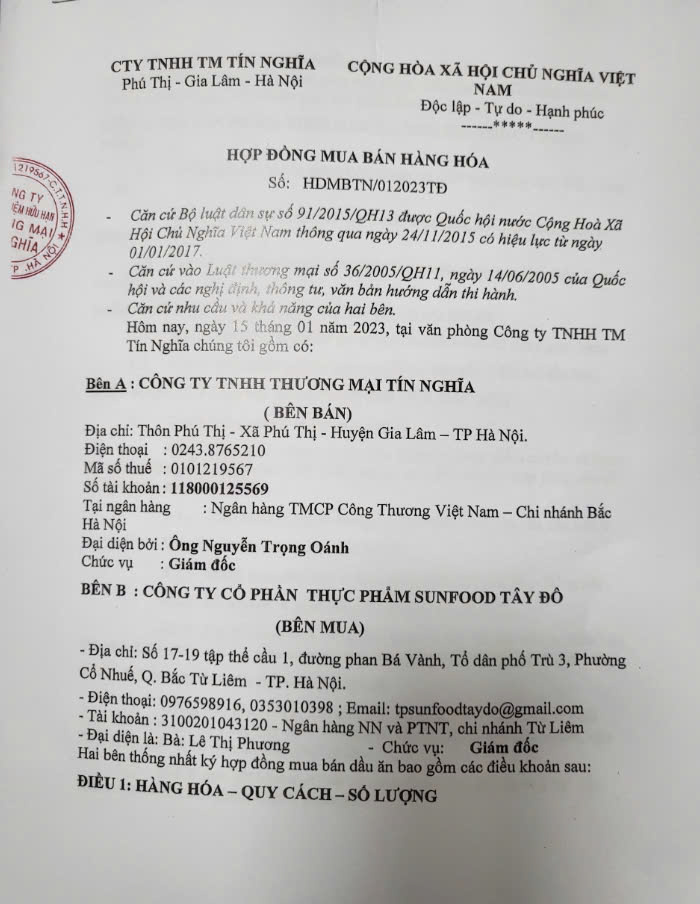 CTY TNHH TM TÍN NGHĨA
Phú Thị - Gia Lâm - Hà Nội
CỘNG HÒA XÃ HỘI CHỦ NGHĨA VIỆT
NAM
Độc lập - Tự do - Hạnh phúc
------*****------
HỢP ĐỒNG MUA BÁN HÀNG HÓA
Số: HDMBTN/012023TĐ
1219567-C.T.T.N.H.H
NG TY
ỆM HỮU HẠN
NG MẠI
GHĨA
TP.HÀ NỘI
- Căn cứ Bộ luật dân sự số 91/2015/QH13 được Quốc hội nước Cộng Hoà Xã
Hội Chủ Nghĩa Việt Nam thông qua ngày 24/11/2015 có hiệu lực từ ngày
01/01/2017.
- Căn cứ vào Luật thương mại số 36/2005/QH11, ngày 14/06/2005 của Quốc
hội và các nghị định, thông tư, văn bản hướng dẫn thi hành.
- Căn cứ nhu cầu và khả năng của hai bên.
Hôm nay, ngày 15 tháng 01 năm 2023, tại văn phòng Công ty TNHH TM
Tín Nghĩa chúng tôi gồm có:
Bên A : CÔNG TY TNHH THƯƠNG MẠI TÍN NGHĨA
( BÊN BÁN)
Địa chỉ: Thôn Phú Thị - Xã Phú Thị - Huyện Gia Lâm – TP Hà Nội.
Điện thoại : 0243.8765210
Mã số thuế : 0101219567
Số tài khoản : 118000125569
Tại ngân hàng : Ngân hàng TMCP Công Thương Việt Nam – Chi nhánh Bắc
Hà Nội
Đại diện bởi : Ông Nguyễn Trọng Oánh
Chức vụ : Giám đốc
BÊN B : CÔNG TY CỔ PHẦN THỰC PHẨM SUNFOOD TÂY ĐÔ
(BÊN MUA)
- Địa chỉ: Số 17-19 tập thể cầu 1, đường phan Bá Vành, Tổ dân phố Trù 3, Phường
Cổ Nhuế, Q. Bắc Từ Liêm - TP. Hà Nội.
- Điện thoại: 0976598916, 0353010398 ; Email: tpsunfoodtaydo@gmail.com
- Tài khoản : 3100201043120 - Ngân hàng NN và PTNT, chi nhánh Từ Liêm
- Đại diện là: Bà: Lê Thị Phương - Chức vụ: Giám đốc
Hai bên thống nhất ký hợp đồng mua bán dầu ăn bao gồm các điều khoản sau:
ĐIỀU 1: HÀNG HÓA – QUY CÁCH – SỐ LƯỢNG